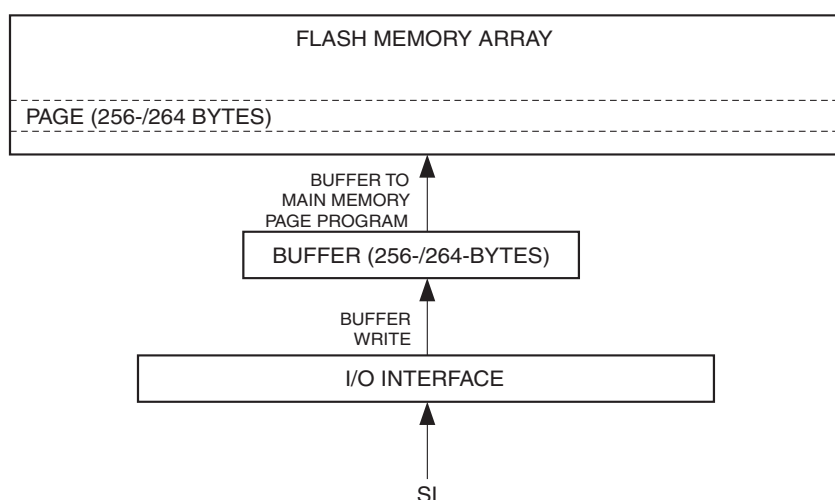 FLASH MEMORY ARRAY
PAGE (256-/264 BYTES)
BUFFER TO
MAIN MEMORY
PAGE PROGRAM
BUFFER (256-/264-BYTES)
BUFFER
WRITE
I/O INTERFACE
SI